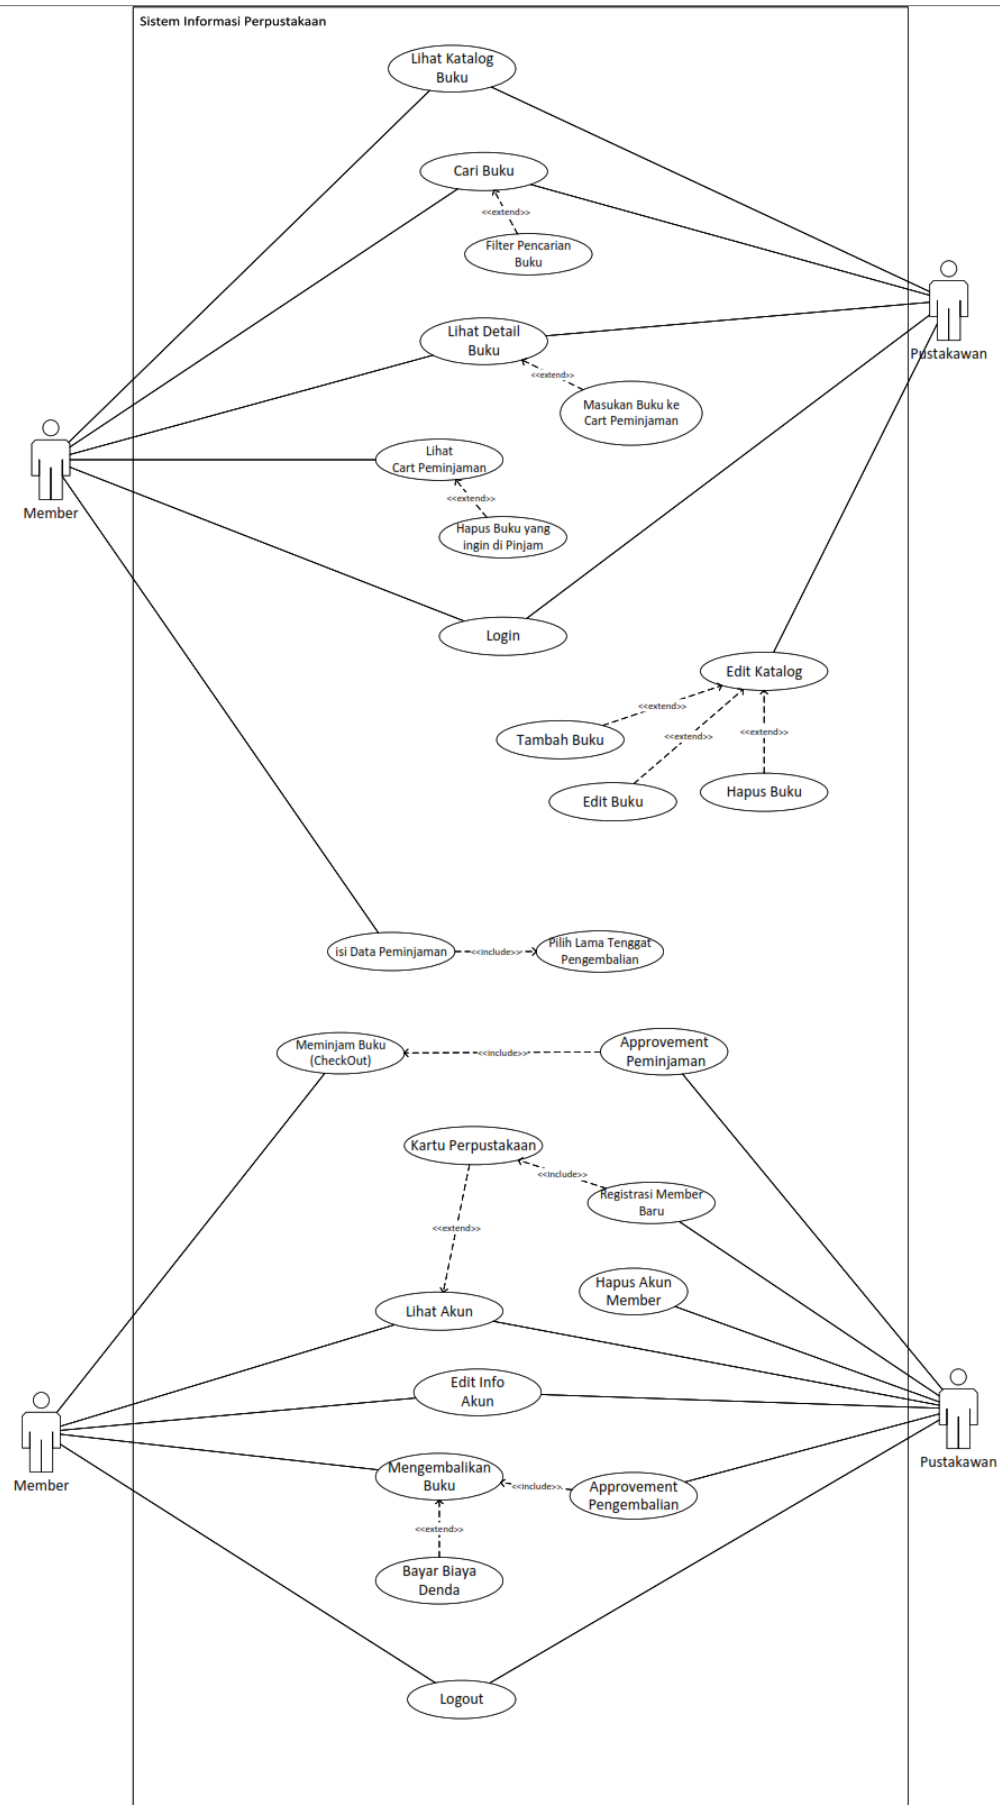 Sistem Informasi Perpustakaan
Lihat Katalog
Buku
Cari Buku
<<extend>>
Filter Pencarian
Buku
Lihat Detail
Buku
<<extend>>
Masukan Buku ke
Cart Peminjaman
Pustakawan
Lihat
Cart Peminjaman
<<extend>>
Hapus Buku yang
ingin di Pinjam
Member
Login
Edit Katalog
<<extend>>
Tambah Buku
<<extend>>
Edit Buku
<<extend>>
Hapus Buku
isi Data Peminjaman
<<include>>
Pilih Lama Tenggat
Pengembalian
Meminjam Buku
(CheckOut)
<<include>>
Approvement
Peminjaman
Kartu Perpustakaan
<<include>>
Registrasi Member
Baru
<<extend>>
Hapus Akun
Member
Lihat Akun
Edit Info
Akun
Mengembalikan
Buku
<<include>>
Approvement
Pengembalian
Member
Pustakawan
<<extend>>
Bayar Biaya
Denda
Logout